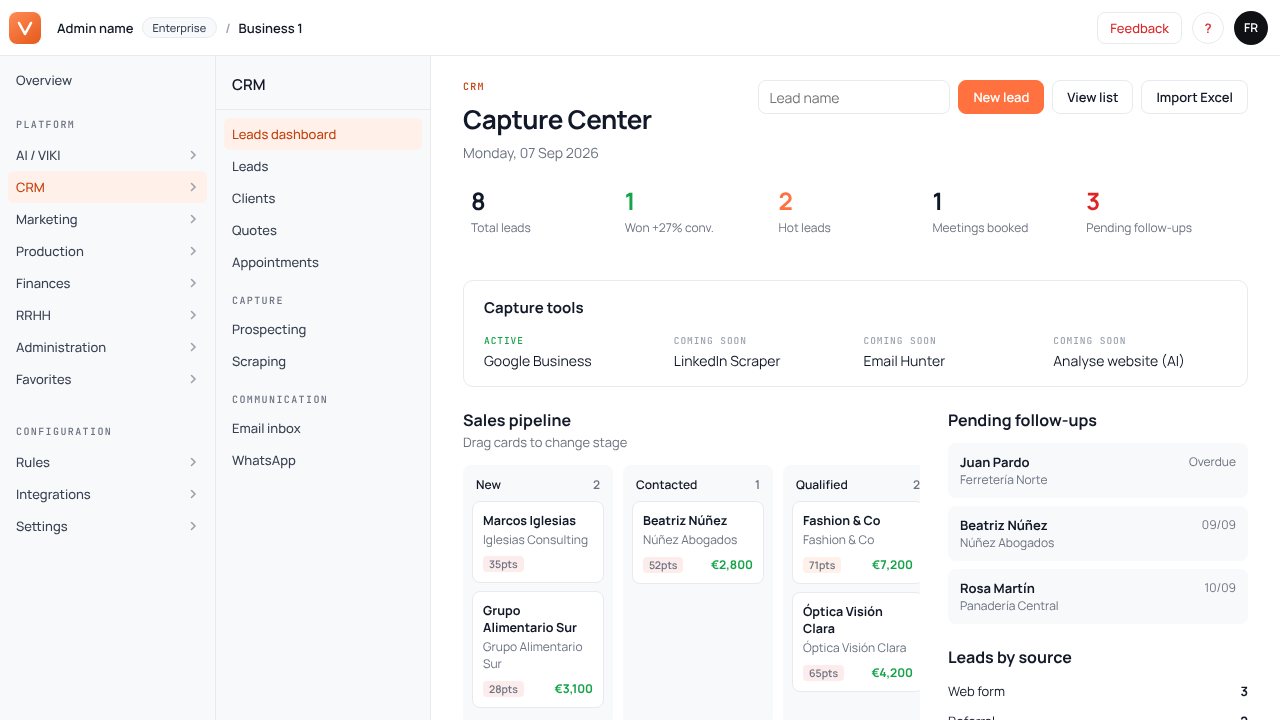 Admin name
Enterprise
/
Business 1
Feedback
?
FR
Overview
PLATFORM
AI / VIKI
CRM
Marketing
Production
Finances
RRHH
Administration
Favorites
CONFIGURATION
Rules
Integrations
Settings
CRM
Leads dashboard
Leads
Clients
Quotes
Appointments
CAPTURE
Prospecting
Scraping
COMMUNICATION
Email inbox
WhatsApp
CRM
Capture Center
Monday, 07 Sep 2026
Lead name
New lead
View list
Import Excel
8
Total leads
1
Won +27% conv.
2
Hot leads
1
Meetings booked
3
Pending follow-ups
Capture tools
ACTIVE
Google Business
COMING SOON
LinkedIn Scraper
COMING SOON
Email Hunter
COMING SOON
Analyse website (AI)
Sales pipeline
Drag cards to change stage
New 2
Marcos Iglesias
Iglesias Consulting
35pts
Grupo
Alimentario Sur
Grupo Alimentario
Sur
28pts €3,100
Contacted 1
Beatriz Núñez
Núñez Abogados
52pts €2,800
Qualified 2
Fashion & Co
Fashion & Co
71pts €7,200
Óptica Visión
Clara
Óptica Visión Clara
65pts €4,200
Pending follow-ups
Juan Pardo Overdue
Ferretería Norte
Beatriz Núñez 09/09
Núñez Abogados
Rosa Martín 10/09
Panadería Central
Leads by source
Web form 3
Referral 2